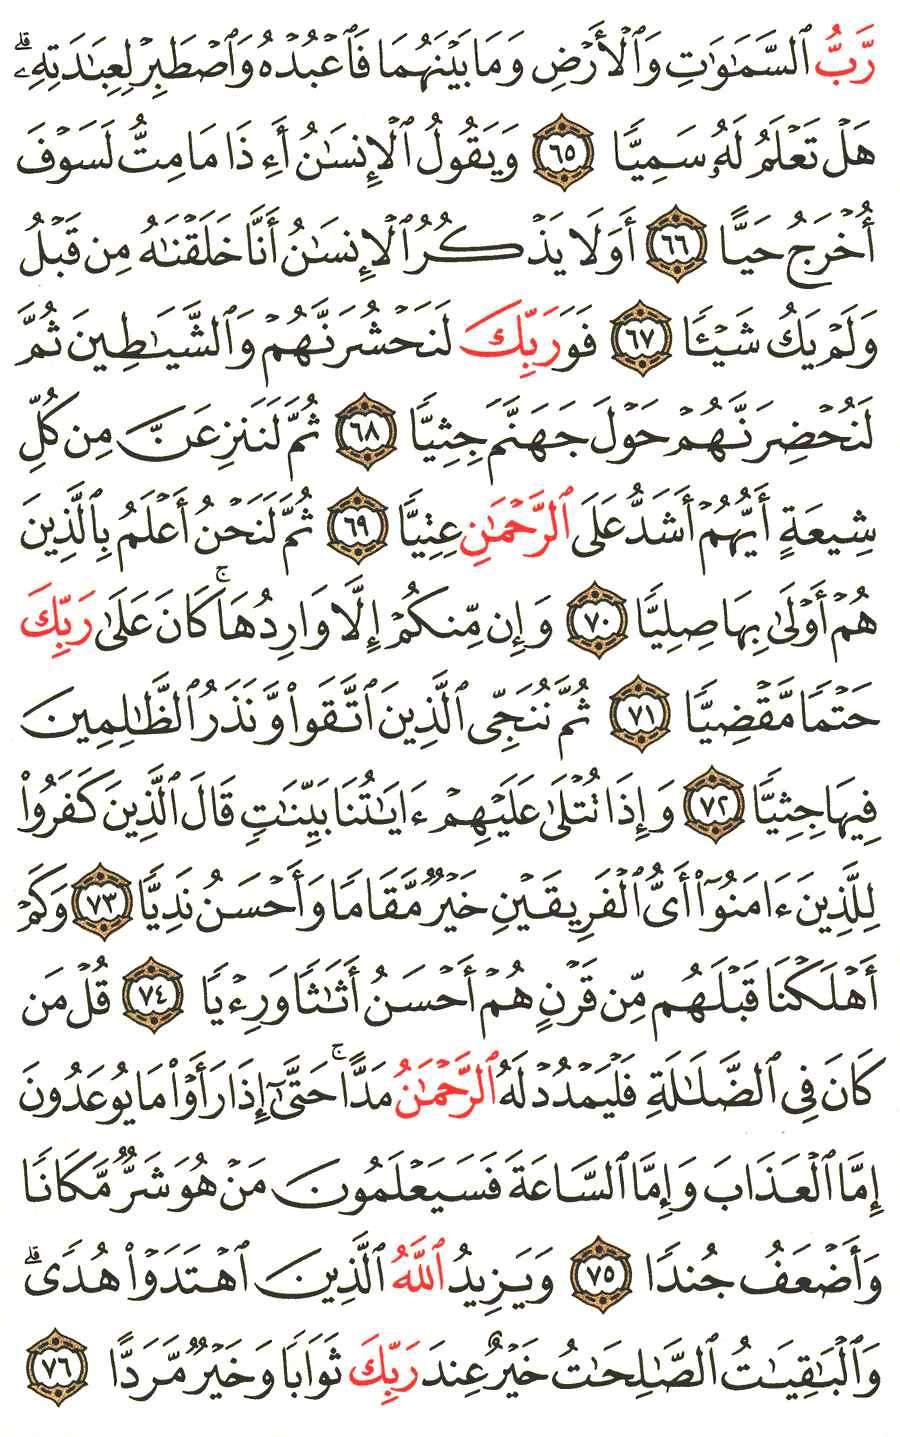 رَّبُّ ٱلسَّمَٰوَٰتِ وَٱلۡأَرۡضِ وَمَا بَيۡنَهُمَا فَٱعۡبُدۡهُ وَٱصۡطَبِرۡ لِعِبَٰدَتِهِۦۚ
هَلۡ تَعۡلَمُ لَهُۥ سَمِيّٗا ٦٥ وَيَقُولُ ٱلۡإِنسَٰنُ أَءِذَا مَا مِتُّ لَسَوۡفَ
أُخۡرَجُ حَيًّا ٦٦ أَوَلَا يَذۡكُرُ ٱلۡإِنسَٰنُ أَنَّا خَلَقۡنَٰهُ مِن قَبۡلُ
وَلَمۡ يَكُ شَيۡـٔٗا ٦٧ فَوَرَبِّكَ لَنَحۡشُرَنَّهُمۡ وَٱلشَّيَٰطِينَ ثُمَّ
لَنُحۡضِرَنَّهُمۡ حَوۡلَ جَهَنَّمَ جِثِيّٗا ٦٨ ثُمَّ لَنَنزِعَنَّ مِن كُلِّ
شِيعَةٍ أَيُّهُمۡ أَشَدُّ عَلَى ٱلرَّحۡمَٰنِ عِتِيّٗا ٦٩ ثُمَّ لَنَحۡنُ أَعۡلَمُ بِٱلَّذِينَ
هُمۡ أَوۡلَىٰ بِهَا صِلِيّٗا ٧٠ وَإِن مِّنكُمۡ إِلَّا وَارِدُهَاۚ كَانَ عَلَىٰ رَبِّكَ
حَتۡمٗا مَّقۡضِيّٗا ٧١ ثُمَّ نُنَجِّي ٱلَّذِينَ ٱتَّقَواْ وَّنَذَرُ ٱلظَّٰلِمِينَ
فِيهَا جِثِيّٗا ٧٢ وَإِذَا تُتۡلَىٰ عَلَيۡهِمۡ ءَايَٰتُنَا بَيِّنَٰتٖ قَالَ ٱلَّذِينَ كَفَرُواْ
لِلَّذِينَ ءَامَنُوٓاْ أَيُّ ٱلۡفَرِيقَيۡنِ خَيۡرٞ مَّقَامٗا وَأَحۡسَنُ نَدِيّٗا ٧٣ وَكَمۡ
أَهۡلَكۡنَا قَبۡلَهُم مِّن قَرۡنٍ هُمۡ أَحۡسَنُ أَثَٰثٗا وَرِءۡيٗا ٧٤ قُلۡ مَن
كَانَ فِي ٱلضَّلَٰلَةِ فَلۡيَمۡدُدۡ لَهُ ٱلرَّحۡمَٰنُ مَدًّاۚ حَتَّىٰٓ إِذَا رَأَوۡاْ مَا يُوعَدُونَ
إِمَّا ٱلۡعَذَابَ وَإِمَّا ٱلسَّاعَةَ فَسَيَعۡلَمُونَ مَنۡ هُوَ شَرّٞ مَّكَانٗا
وَأَضۡعَفُ جُندٗا ٧٥ وَيَزِيدُ ٱللَّهُ ٱلَّذِينَ ٱهۡتَدَوۡاْ هُدٗىۗ
وَٱلۡبَٰقِيَٰتُ ٱلصَّٰلِحَٰتُ خَيۡرٌ عِندَ رَبِّكَ ثَوَابٗا وَخَيۡرٞ مَّرَدًّا ٧٦